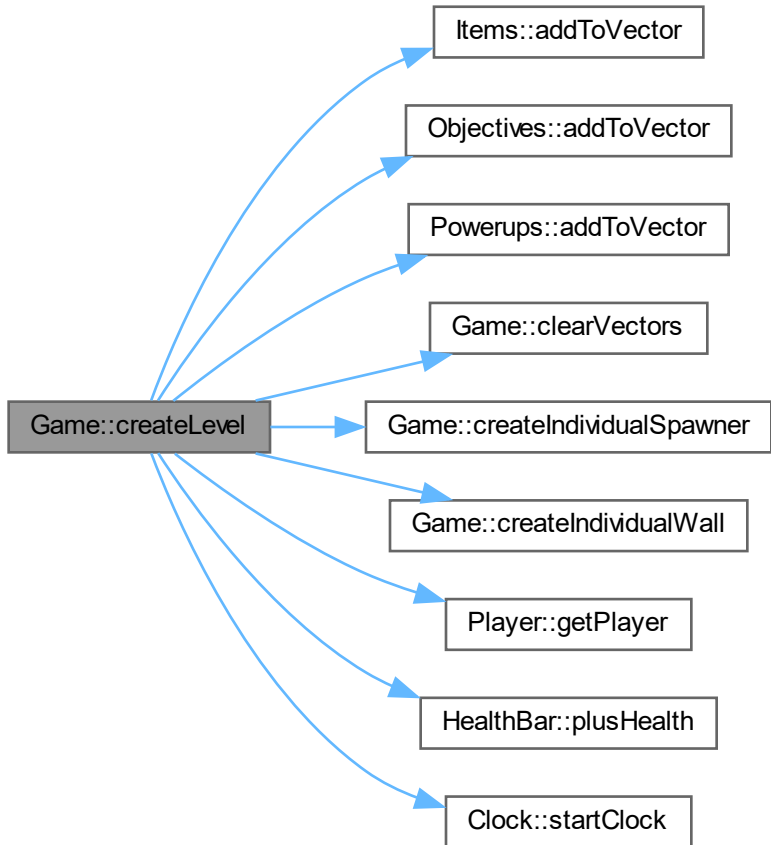 Items::addToVector
Objectives::addToVector
Powerups::addToVector
Game::clearVectors
Game::createLevel
Game::createIndividualSpawner
Game::createIndividualWall
Player::getPlayer
HealthBar::plusHealth
Clock::startClock